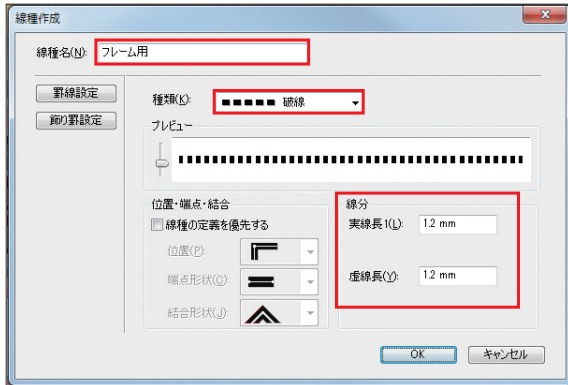 線種作成
線種名(N): フレーム用
罫線設定
飾り罫設定
種類(K): 破線
プレビュー
位置・端点・結合
線種の定義を優先する
位置(P):
端点形状(C):
結合形状(J):
線分
実線長1(L): 1.2 mm
虚線長(Y): 1.2 mm
OK キャンセル